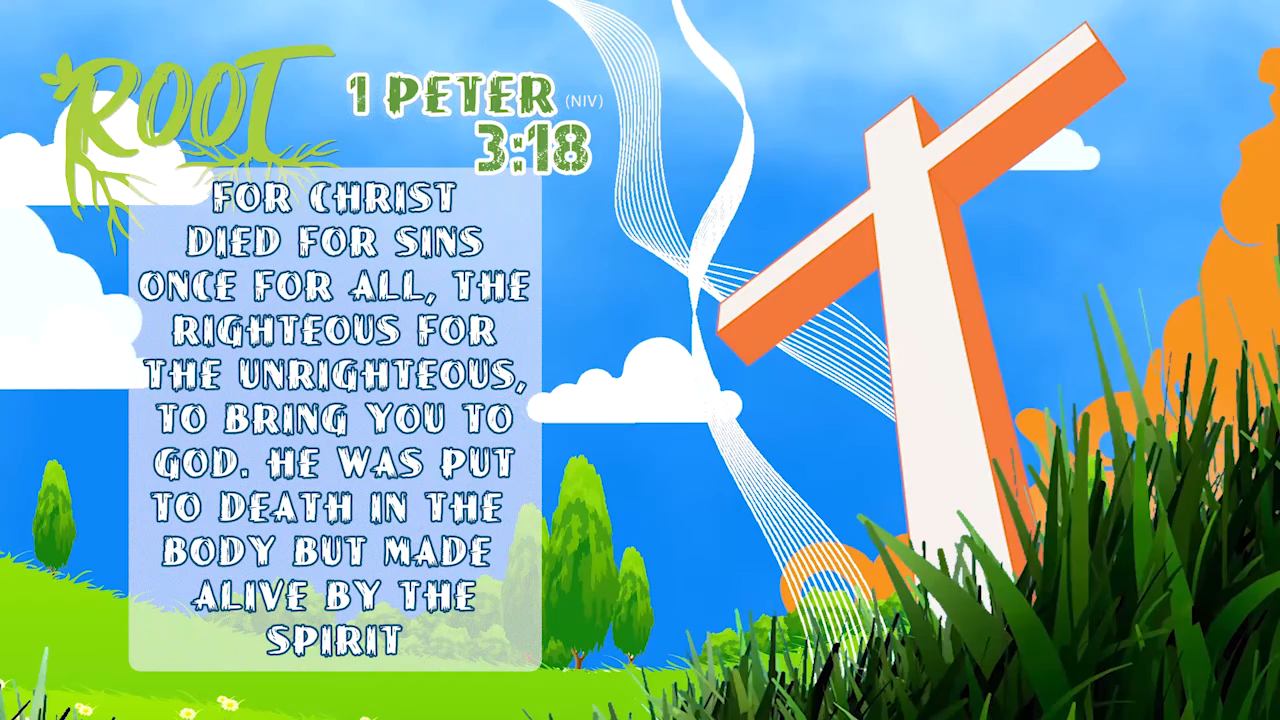 ROOT
1 PETER (NIV)
3:18
FOR CHRIST
DIED FOR SINS
ONCE FOR ALL, THE
RIGHTEOUS FOR
THE UNRIGHTEOUS,
TO BRING YOU TO
GOD. HE WAS PUT
TO DEATH IN THE
BODY BUT MADE
ALIVE BY THE
SPIRIT